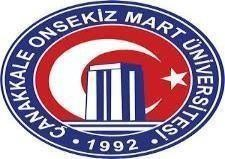 ÇANAKKALE ONSEKİZ MART ÜNİVERSİTESİ
• 1992 •